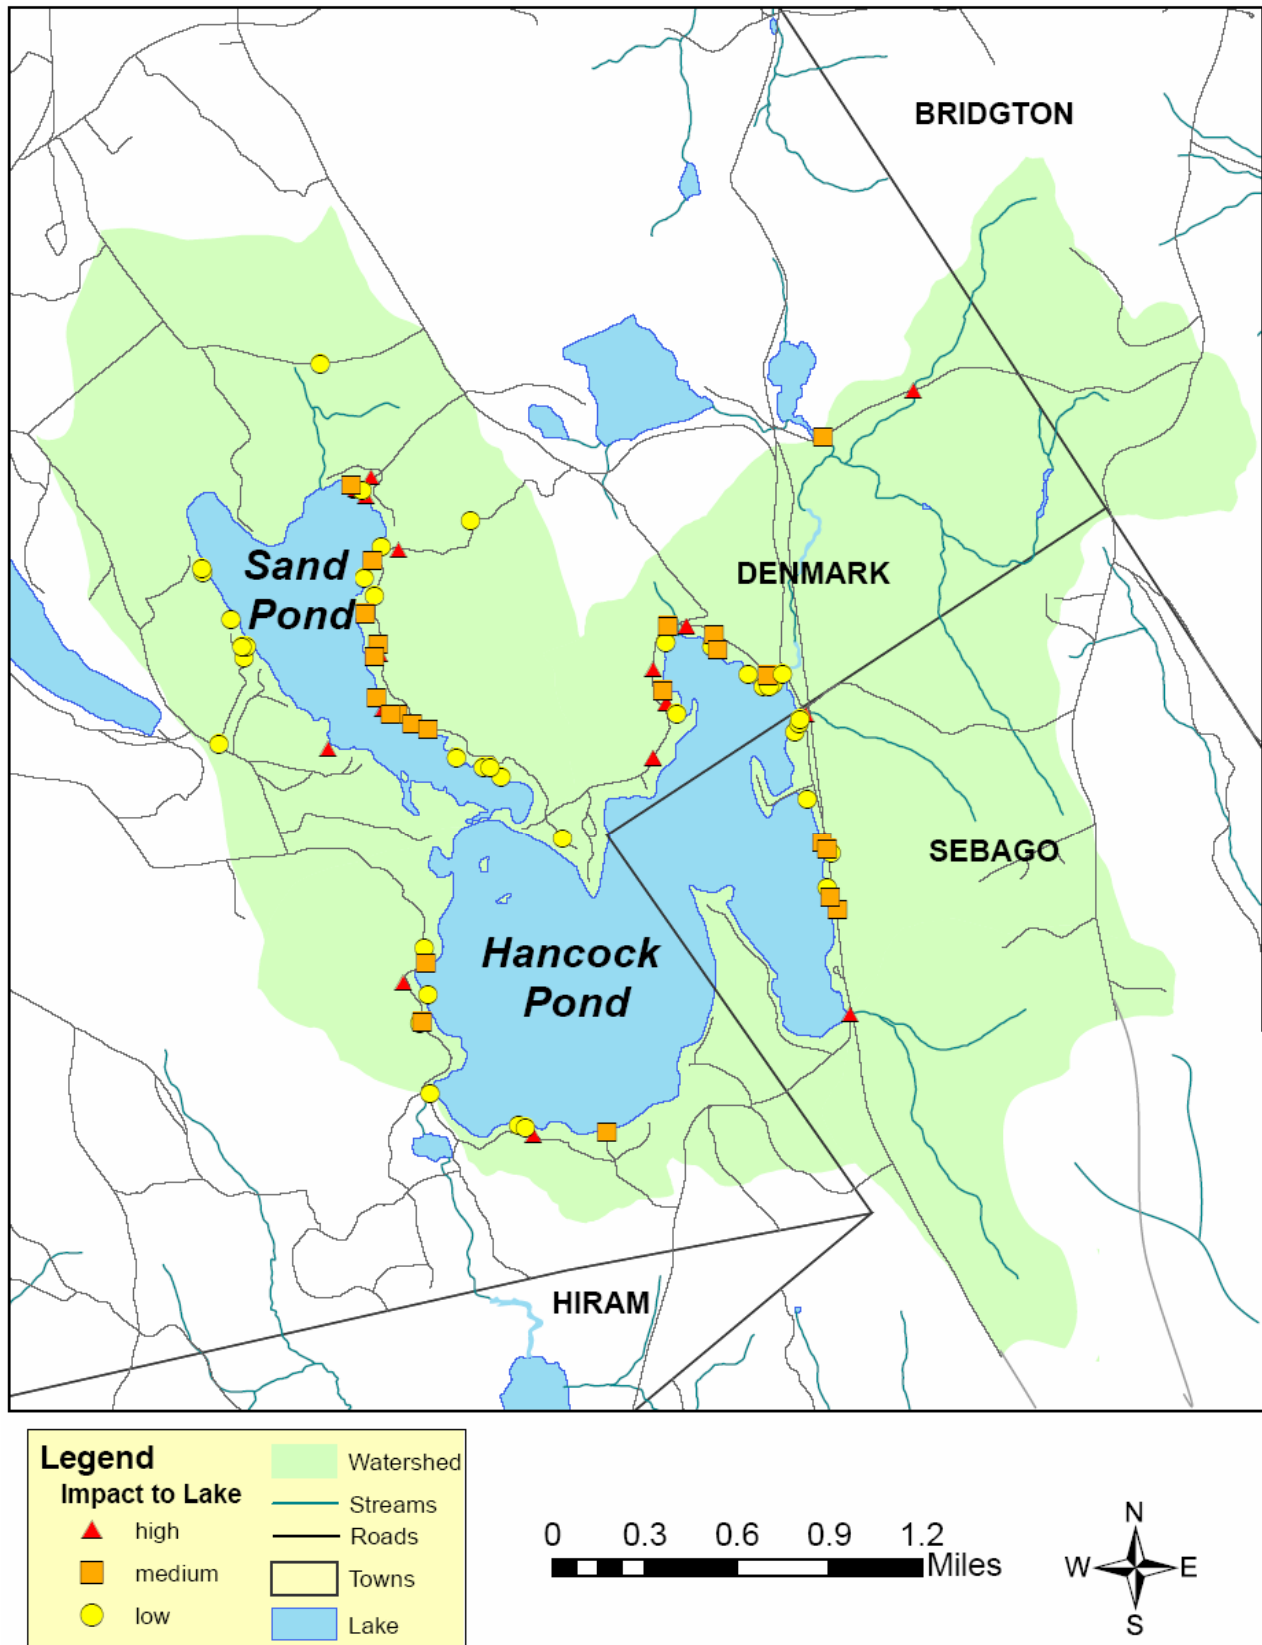 BRIDGTON
Sand
Pond
DENMARK
SEBAGO
Hancock
Pond
HIRAM
Legend
Impact to Lake
high
medium
low
Watershed
Streams
Roads
Towns
Lake
0 0.3 0.6 0.9 1.2
Miles
N
W E
S